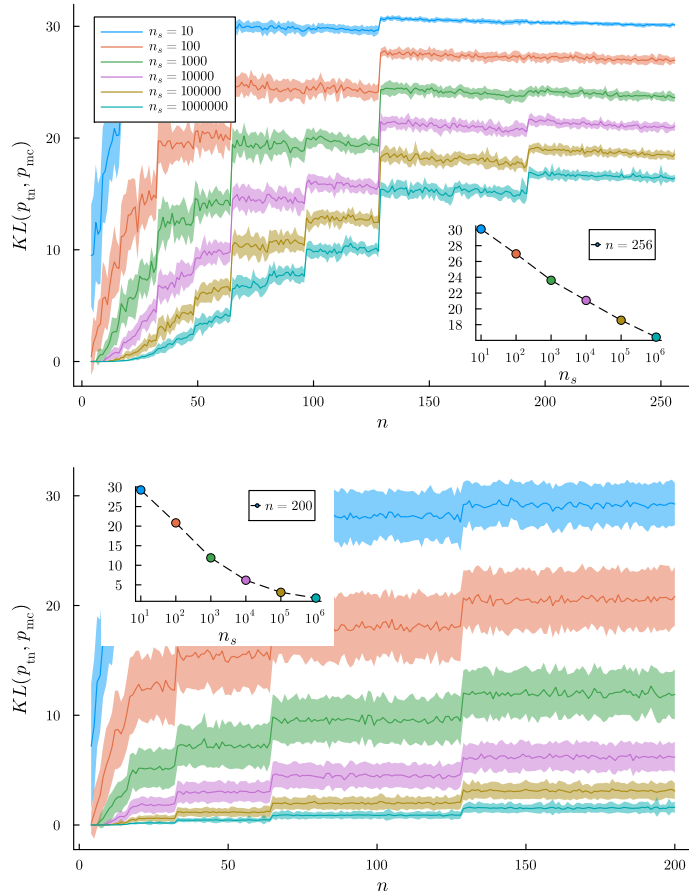 30
20
10
0
KL(p_tn, p_mc)
n_s = 10
n_s = 100
n_s = 1000
n_s = 10000
n_s = 100000
n_s = 1000000
30
28
26
24
22
20
18
n = 256
10^1 10^2 10^3 10^4 10^5 10^6
n_s
0 50 100 150 200 250
n
30
20
10
0
KL(p_tn, p_mc)
30
25
20
15
10
5
n = 200
10^1 10^2 10^3 10^4 10^5 10^6
n_s
0 50 100 150 200
n